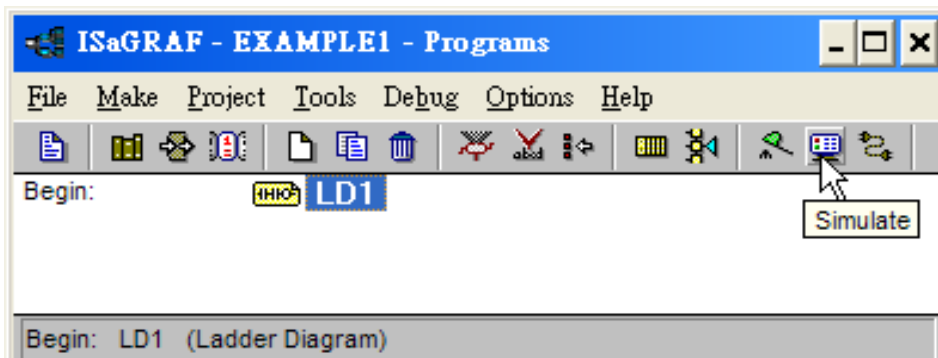 ISaGRAF - EXAMPLE1 - Programs
File Make Project Tools Debug Options Help
Begin: LD1
Simulate
Begin: LD1 (Ladder Diagram)